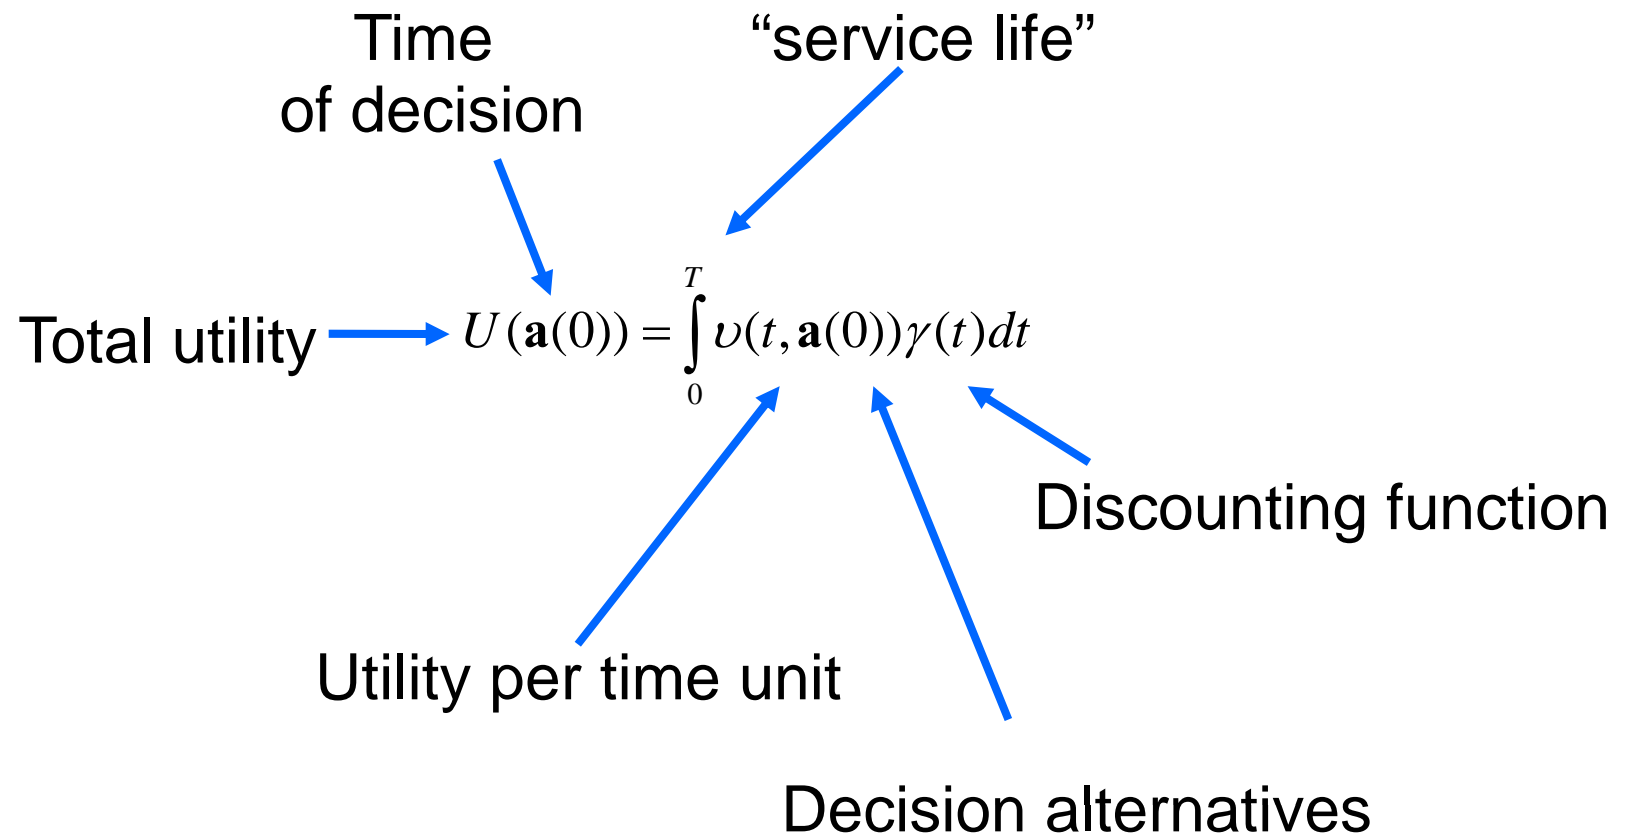 Time
of decision
“service life”
Total utility
U(a(0)) = ∫₀ᵀ υ(t,a(0))γ(t)dt
Discounting function
Utility per time unit
Decision alternatives